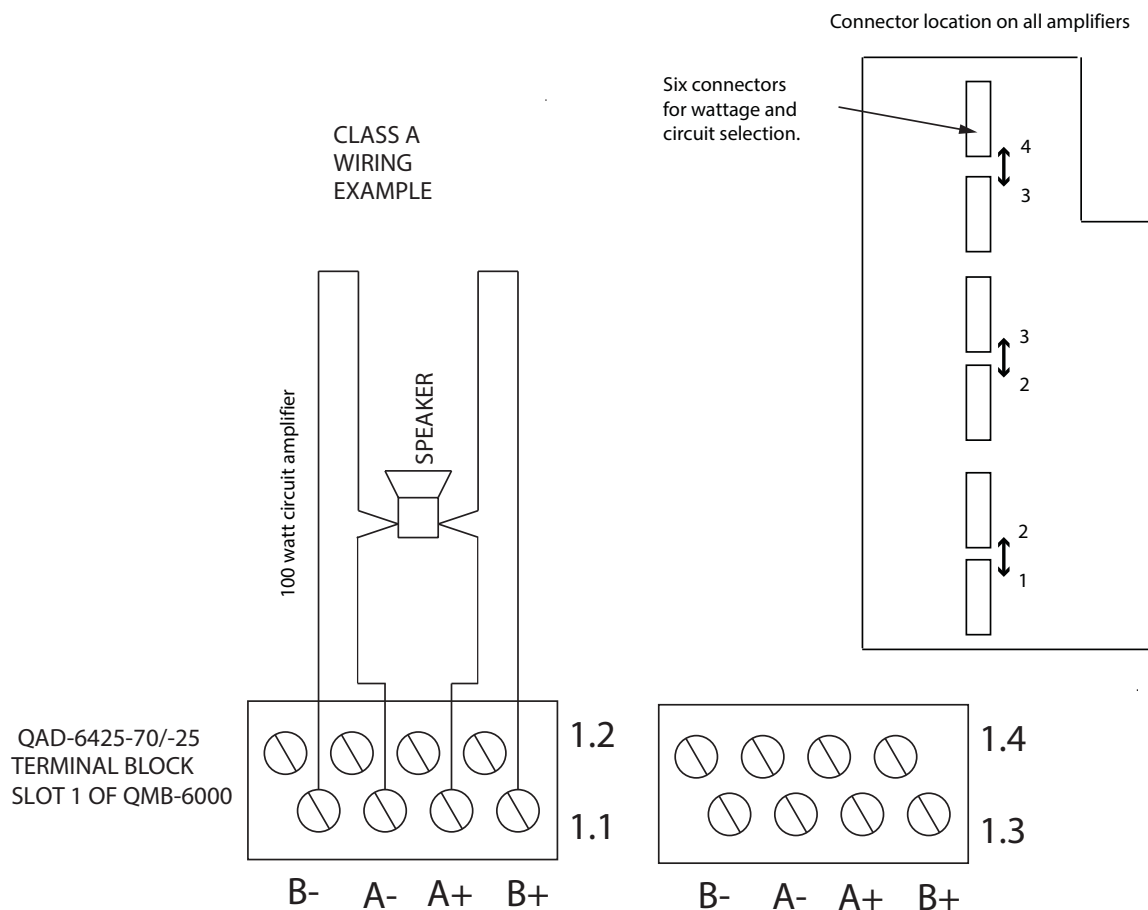 Connector location on all amplifiers
Six connectors
for wattage and
circuit selection.
4
3
3
2
2
1
CLASS A
WIRING
EXAMPLE
100 watt circuit amplifier
SPEAKER
QAD-6425-70/-25
TERMINAL BLOCK
SLOT 1 OF QMB-6000
1.2
1.1
B- A- A+ B+
1.4
1.3
B- A- A+ B+